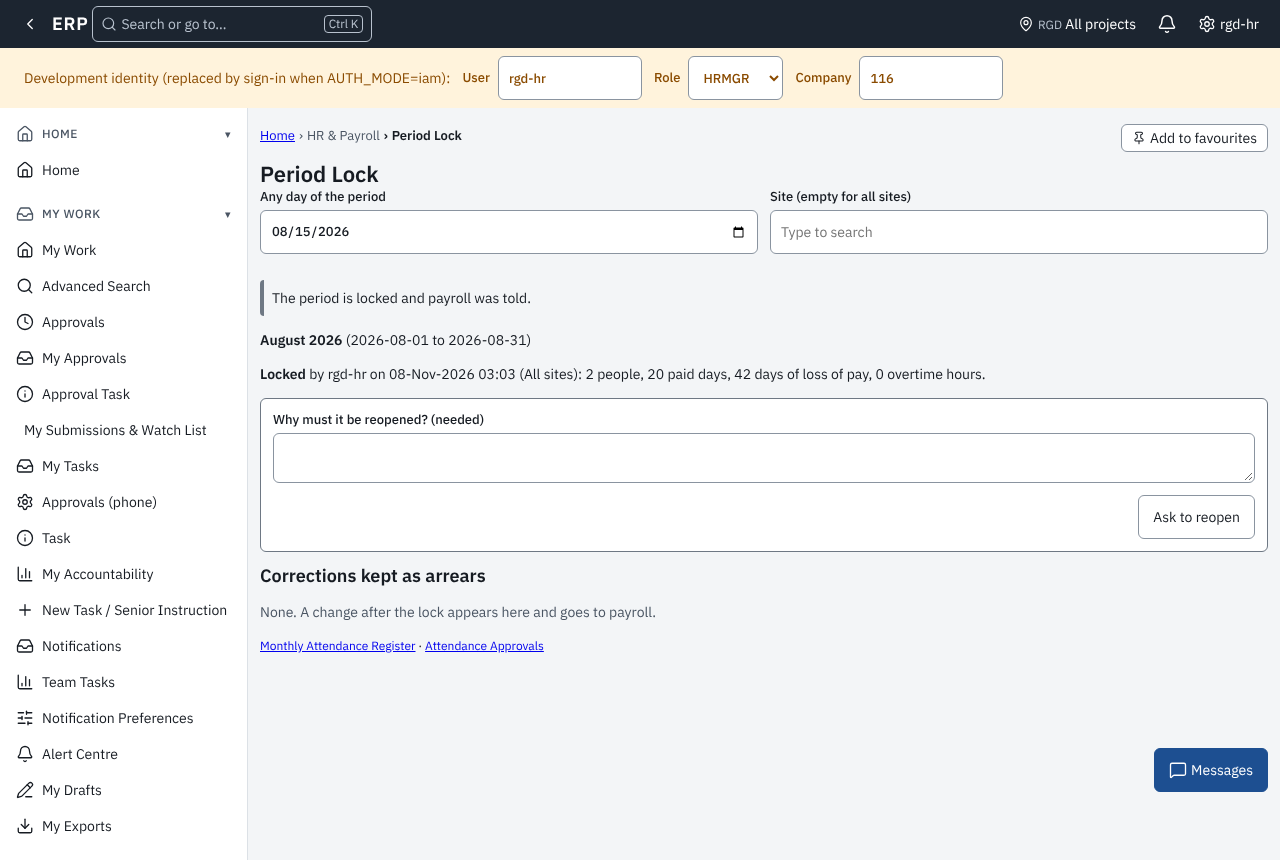 ERP
Search or go to...
Ctrl K
RGD All projects
rgd-hr
Development identity (replaced by sign-in when AUTH_MODE=iam):
User
rgd-hr
Role
HRMGR
Company
116
HOME
Home
MY WORK
My Work
Advanced Search
Approvals
My Approvals
Approval Task
My Submissions & Watch List
My Tasks
Approvals (phone)
Task
My Accountability
New Task / Senior Instruction
Notifications
Team Tasks
Notification Preferences
Alert Centre
My Drafts
My Exports
Home › HR & Payroll › Period Lock
Add to favourites
Period Lock
Any day of the period
08/15/2026
Site (empty for all sites)
Type to search
The period is locked and payroll was told.
August 2026 (2026-08-01 to 2026-08-31)
Locked by rgd-hr on 08-Nov-2026 03:03 (All sites): 2 people, 20 paid days, 42 days of loss of pay, 0 overtime hours.
Why must it be reopened? (needed)
Ask to reopen
Corrections kept as arrears
None. A change after the lock appears here and goes to payroll.
Monthly Attendance Register · Attendance Approvals
Messages